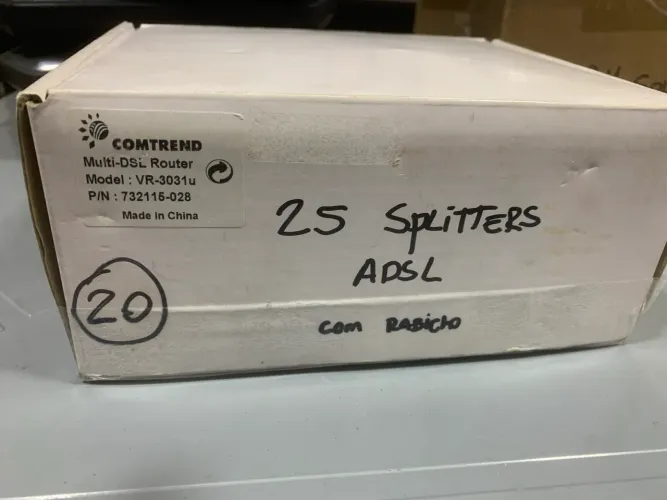 COMTREND
Multi-DSL Router
Model : VR-3031u
P/N : 732115-028
Made in China
25 SPLITTERS
ADSL
20
com RABICHO